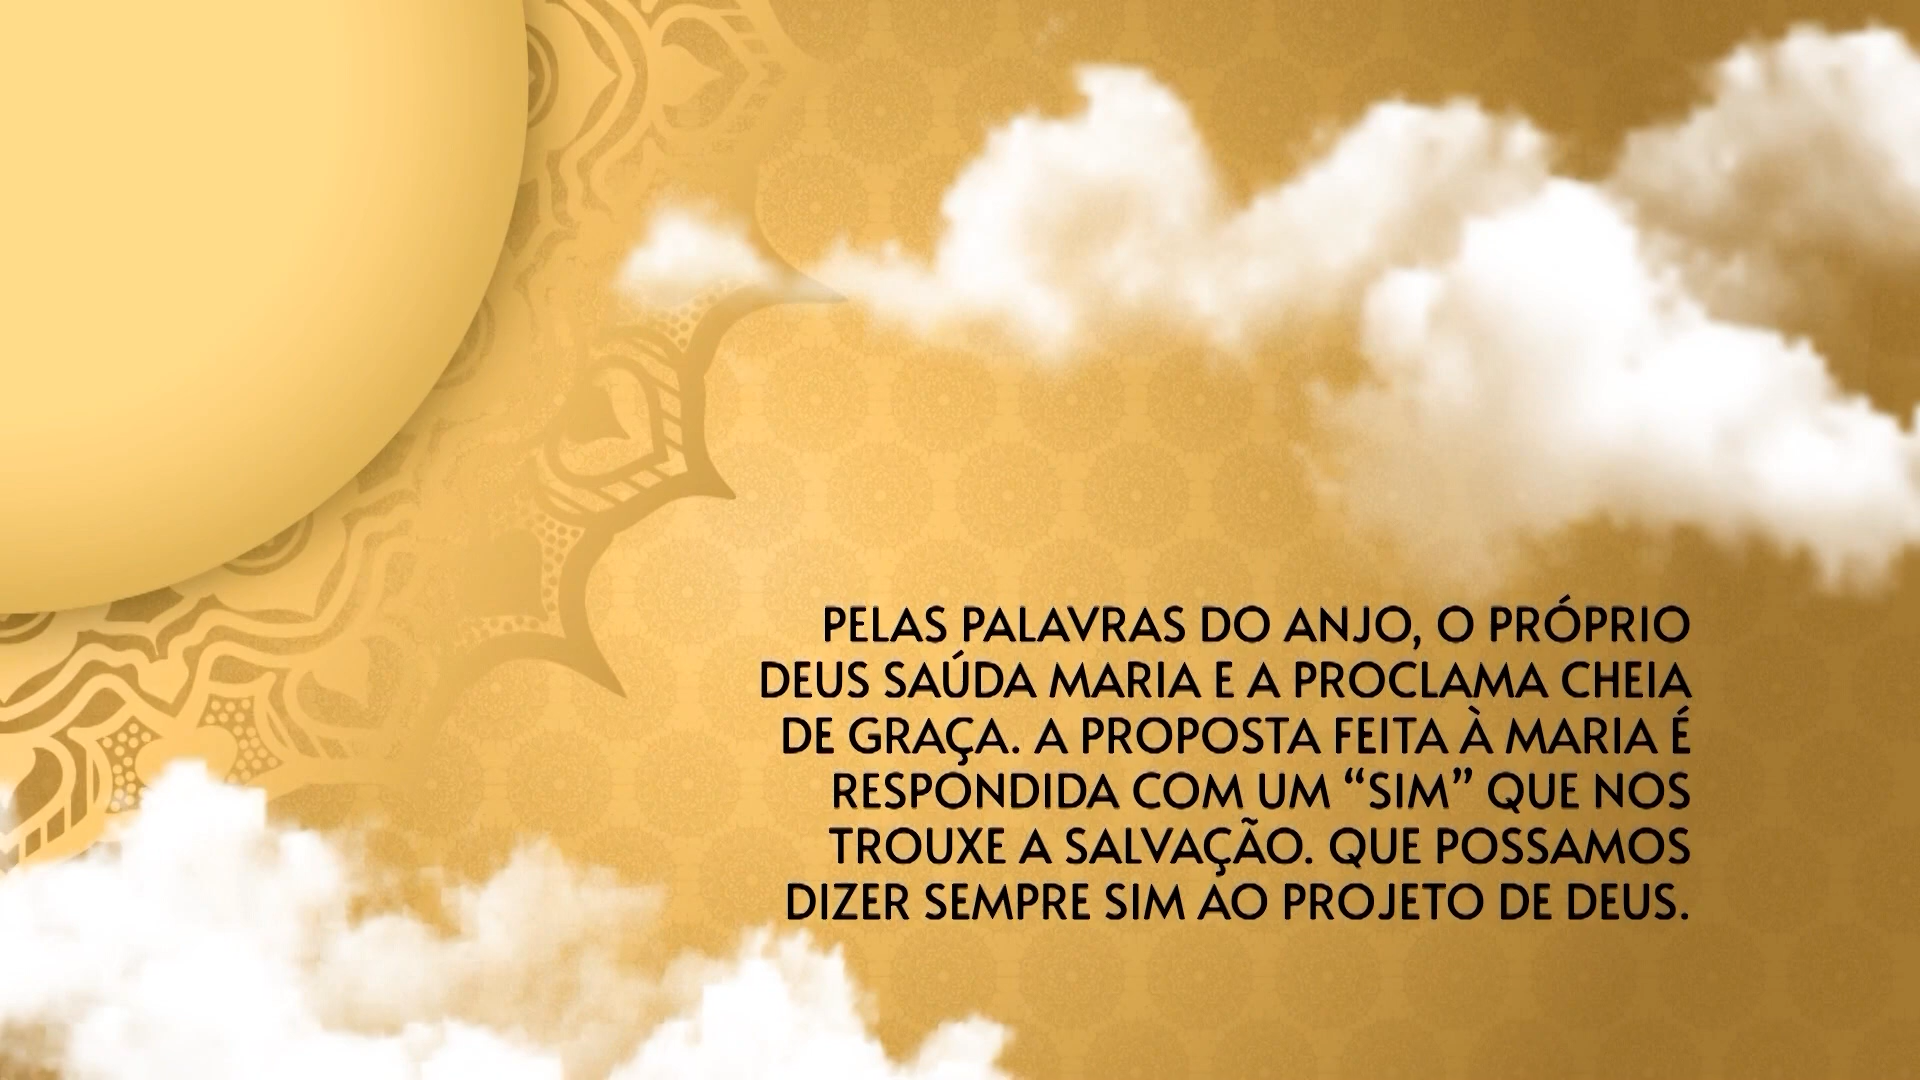 PELAS PALAVRAS DO ANJO, O PRÓPRIO
DEUS SAÚDA MARIA E A PROCLAMA CHEIA
DE GRAÇA. A PROPOSTA FEITA À MARIA É
RESPONDIDA COM UM “SIM” QUE NOS
TROUXE A SALVAÇÃO. QUE POSSAMOS
DIZER SEMPRE SIM AO PROJETO DE DEUS.